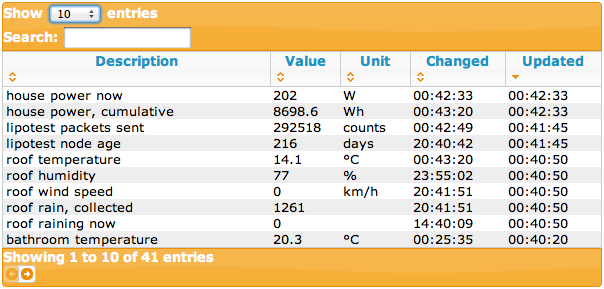 Show 10 entries
Search:
Description Value Unit Changed Updated
house power now 202 W 00:42:33 00:42:33
house power, cumulative 8698.6 Wh 00:43:20 00:42:33
lipotest packets sent 292518 counts 00:42:49 00:41:45
lipotest node age 216 days 20:40:42 00:41:45
roof temperature 14.1 °C 00:43:20 00:40:50
roof humidity 77 % 23:55:02 00:40:50
roof wind speed 0 km/h 20:41:51 00:40:50
roof rain, collected 1261 20:41:51 00:40:50
roof raining now 0 14:40:09 00:40:50
bathroom temperature 20.3 °C 00:25:35 00:40:20
Showing 1 to 10 of 41 entries